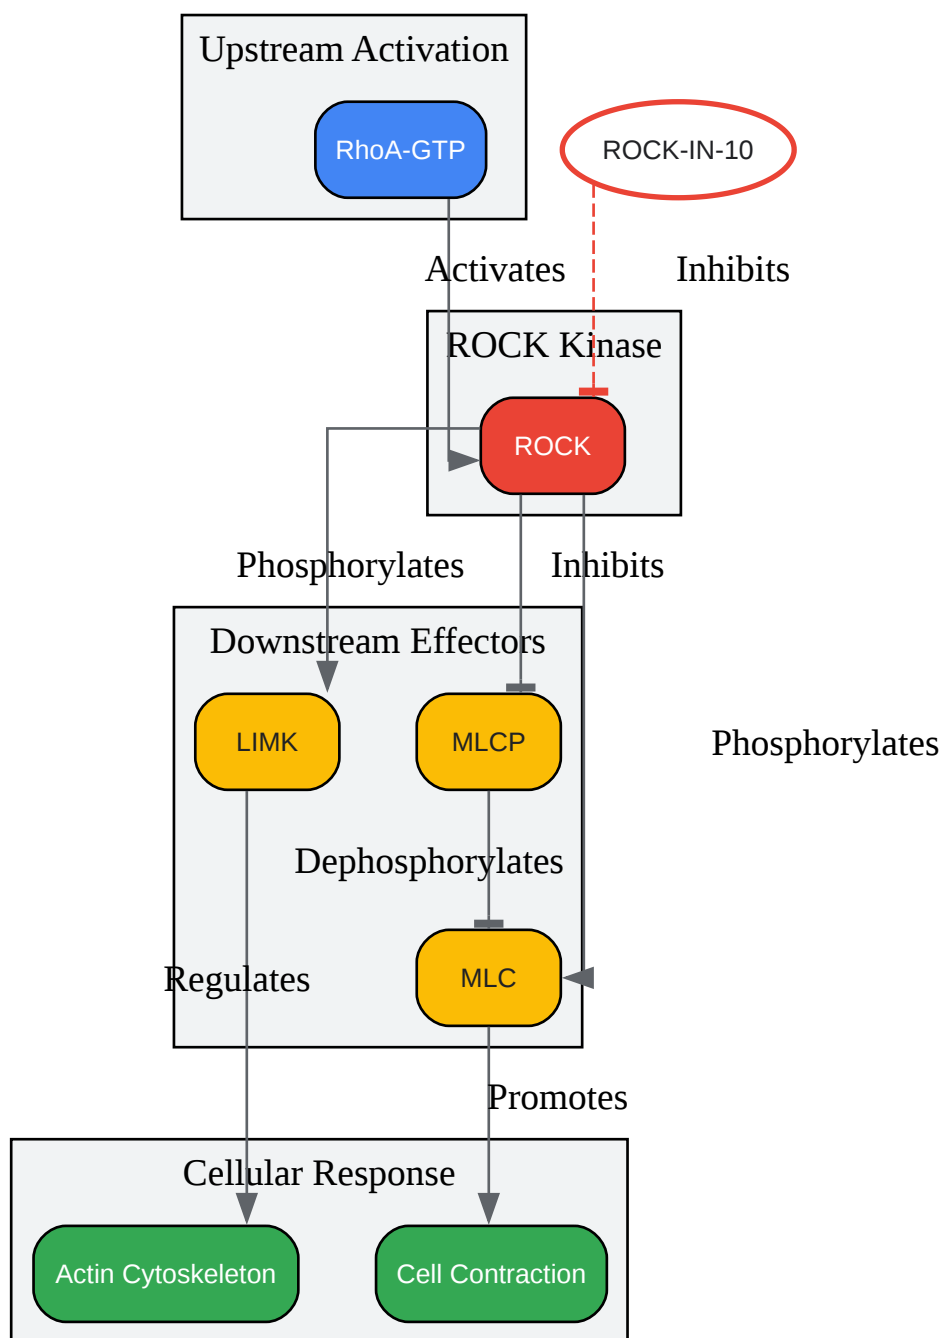 Upstream Activation
RhoA-GTP
ROCK-IN-10
Activates
Inhibits
ROCK Kinase
ROCK
Phosphorylates
Inhibits
Downstream Effectors
LIMK
MLCP
Phosphorylates
Dephosphorylates
Regulates
MLC
Promotes
Cellular Response
Actin Cytoskeleton
Cell Contraction